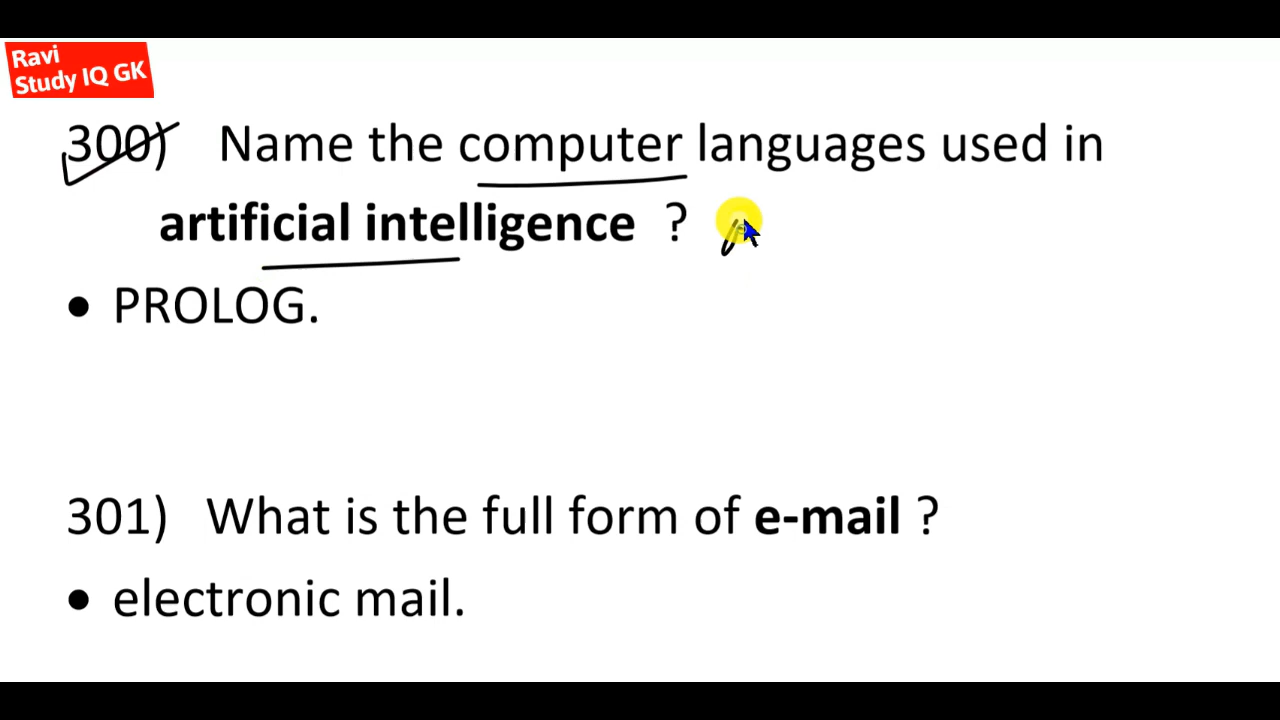 Ravi
Study IQ GK
300) Name the computer languages used in
artificial intelligence ?
• PROLOG.
301) What is the full form of e-mail ?
• electronic mail.